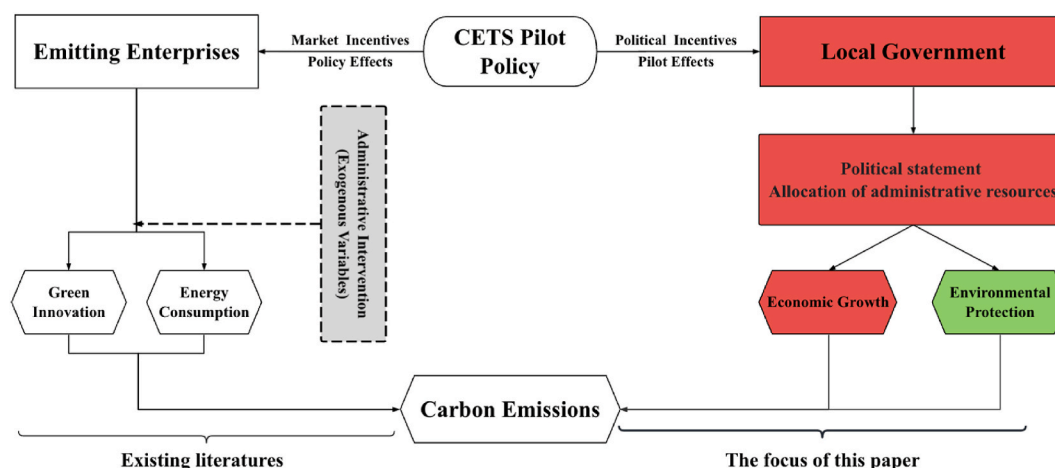 Emitting Enterprises
Market Incentives
Policy Effects
CETS Pilot
Policy
Political Incentives
Pilot Effects
Local Government
Administrative Intervention
(Exogenous Variables)
Political statement
Allocation of administrative resources
Green
Innovation
Energy
Consumption
Economic Growth
Environmental
Protection
Carbon Emissions
Existing literatures
The focus of this paper